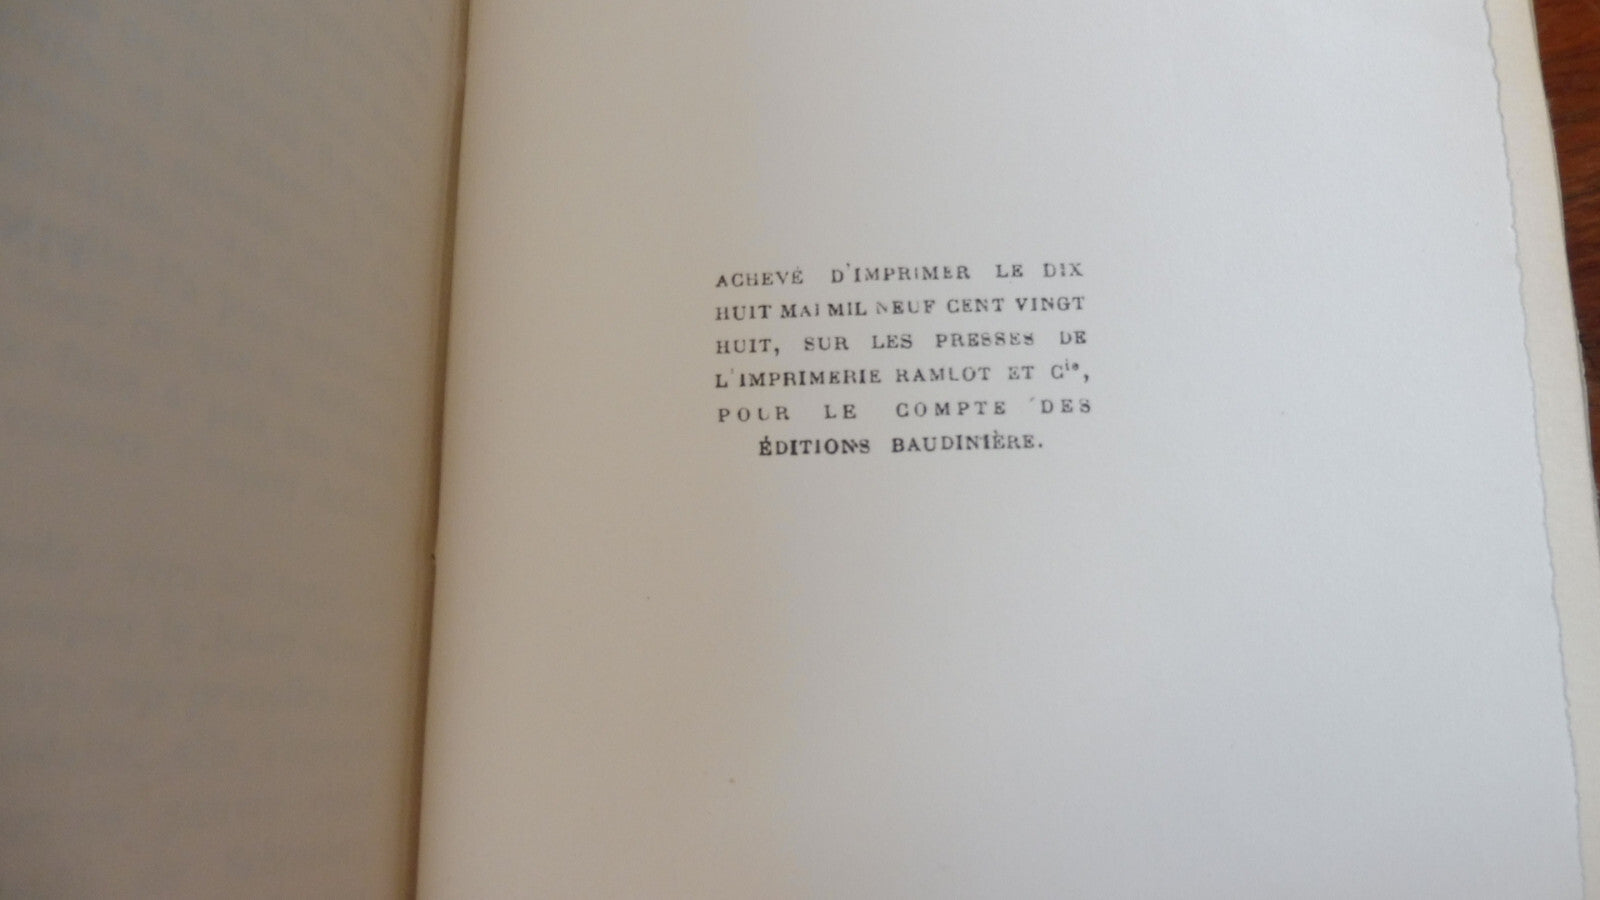 ACHEVÉ D'IMPRIMER LE DIX
HUIT MAI MIL NEUF CENT VINGT
HUIT, SUR LES PRESSES DE
L'IMPRIMERIE RAMLOT ET Cie,
POUR LE COMPTE DES
ÉDITIONS BAUDINIÈRE.